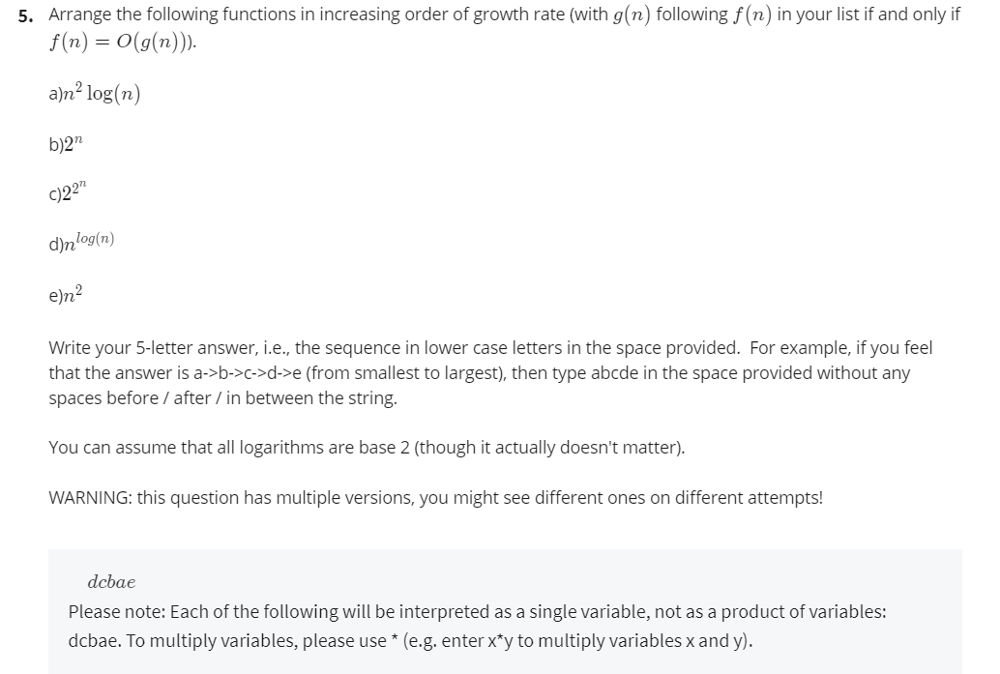 5. Arrange the following functions in increasing order of growth rate (with g(n) following f(n) in your list if and only if
f(n) = O(g(n))).
a)n² log(n)
b)2ⁿ
c)2^{2ⁿ}
d)n^{log(n)}
e)n²
Write your 5-letter answer, i.e., the sequence in lower case letters in the space provided. For example, if you feel
that the answer is a->b->c->d->e (from smallest to largest), then type abcde in the space provided without any
spaces before / after / in between the string.
You can assume that all logarithms are base 2 (though it actually doesn't matter).
WARNING: this question has multiple versions, you might see different ones on different attempts!
dcbae
Please note: Each of the following will be interpreted as a single variable, not as a product of variables:
dcbae. To multiply variables, please use * (e.g. enter x*y to multiply variables x and y).